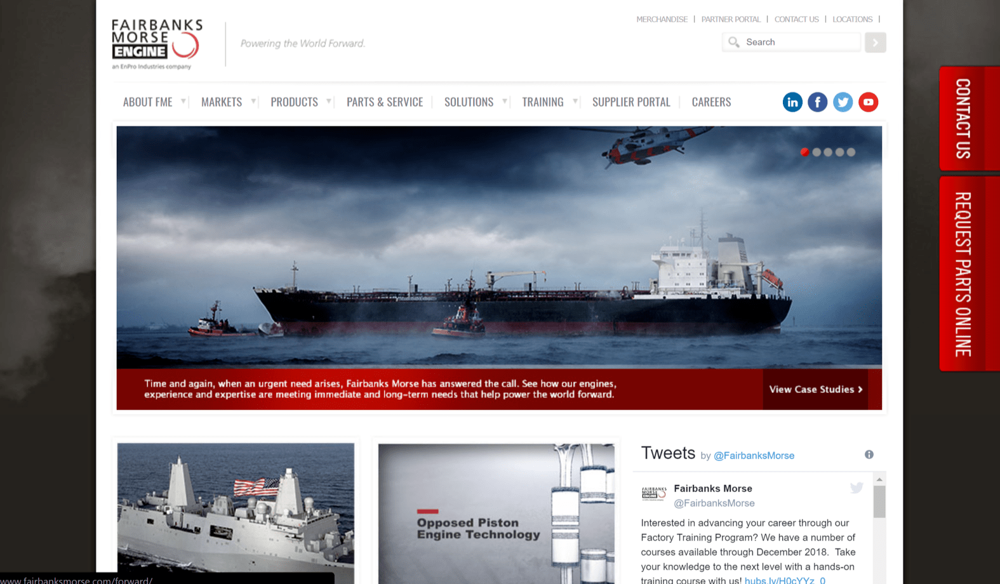 MERCHANDISE | PARTNER PORTAL | CONTACT US | LOCATIONS |
FAIRBANKS
MORSE
ENGINE
an EnPro Industries company
Powering the World Forward.
Search
ABOUT FME
MARKETS
PRODUCTS
PARTS & SERVICE
SOLUTIONS
TRAINING
SUPPLIER PORTAL
CAREERS
in
f
CONTACT US
REQUEST PARTS ONLINE
Time and again, when an urgent need arises, Fairbanks Morse has answered the call. See how our engines,
experience and expertise are meeting immediate and long-term needs that help power the world forward.
View Case Studies
Opposed Piston
Engine Technology
Tweets by @FairbanksMorse
FAIRBANKS
MORSE
ENGINE
Fairbanks Morse
@FairbanksMorse
Interested in advancing your career through our
Factory Training Program? We have a number of
courses available through December 2018. Take
your knowledge to the next level with a hands-on
training course with us! hubs.ly/H0cYYz_0
www.fairbanksmorse.com/forward/